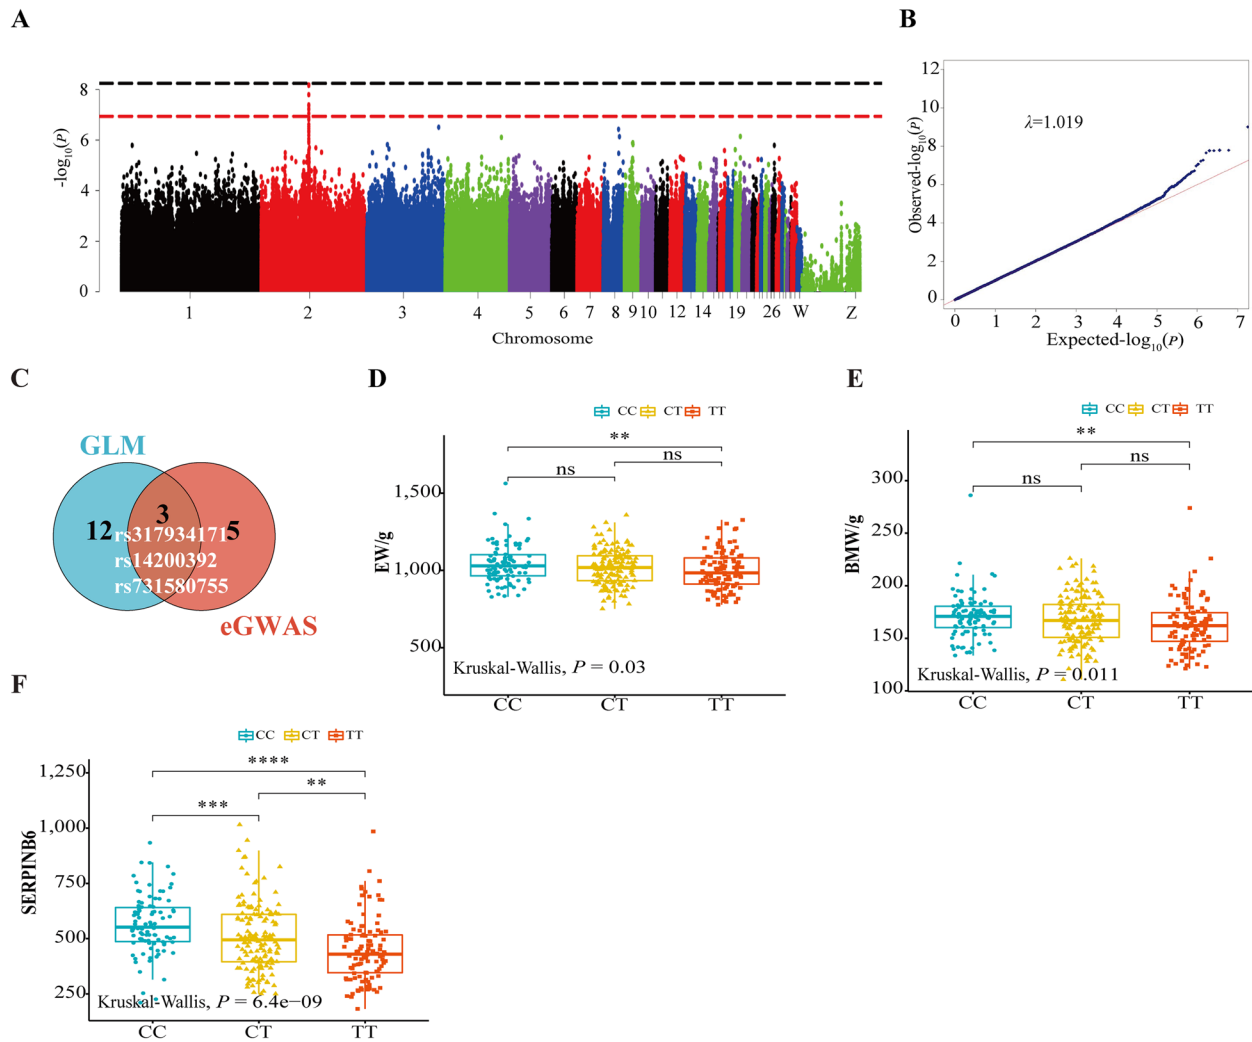 A
8
6
4
2
0
-log10(P)
1 2 3 4 5 6 7 8 9 10 12 14 19 26 W Z
Chromosome
B
12
10
8
6
4
2
0
Observed-log10(P)
λ=1.019
0 1 2 3 4 5 6 7
Expected-log10(P)
C
GLM
12 3 5
rs317934171
rs14200392
rs731580755
eGWAS
D
CC CT TT
**
ns ns
1,500
1,000
500
EW/g
Kruskal-Wallis, P = 0.03
CC CT TT
E
CC CT TT
**
ns ns
300
250
200
150
100
BMW/g
Kruskal-Wallis, P = 0.011
CC CT TT
F
CC CT TT
****
*** **
1,250
1,000
750
500
250
SERPINB6
Kruskal-Wallis, P = 6.4e−09
CC CT TT